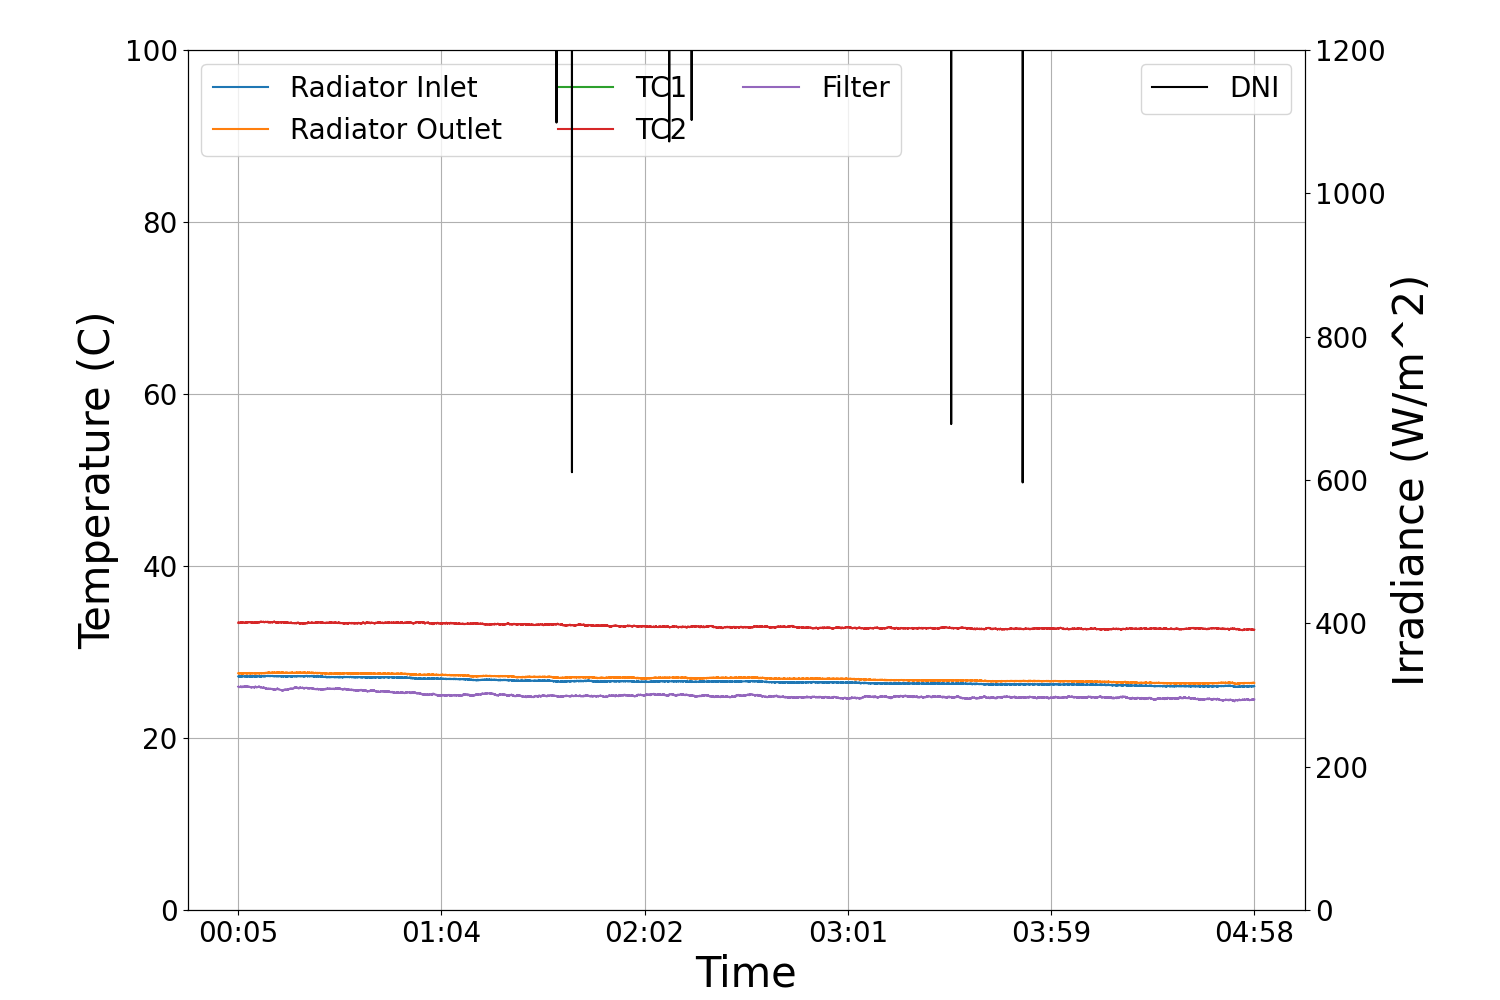 100
80
60
40
20
0
Temperature (C)
Radiator Inlet
Radiator Outlet
TC1
TC2
Filter
DNI
1200
1000
800
600
400
200
0
Irradiance (W/m^2)
00:05 01:04 02:02 03:01 03:59 04:58
Time